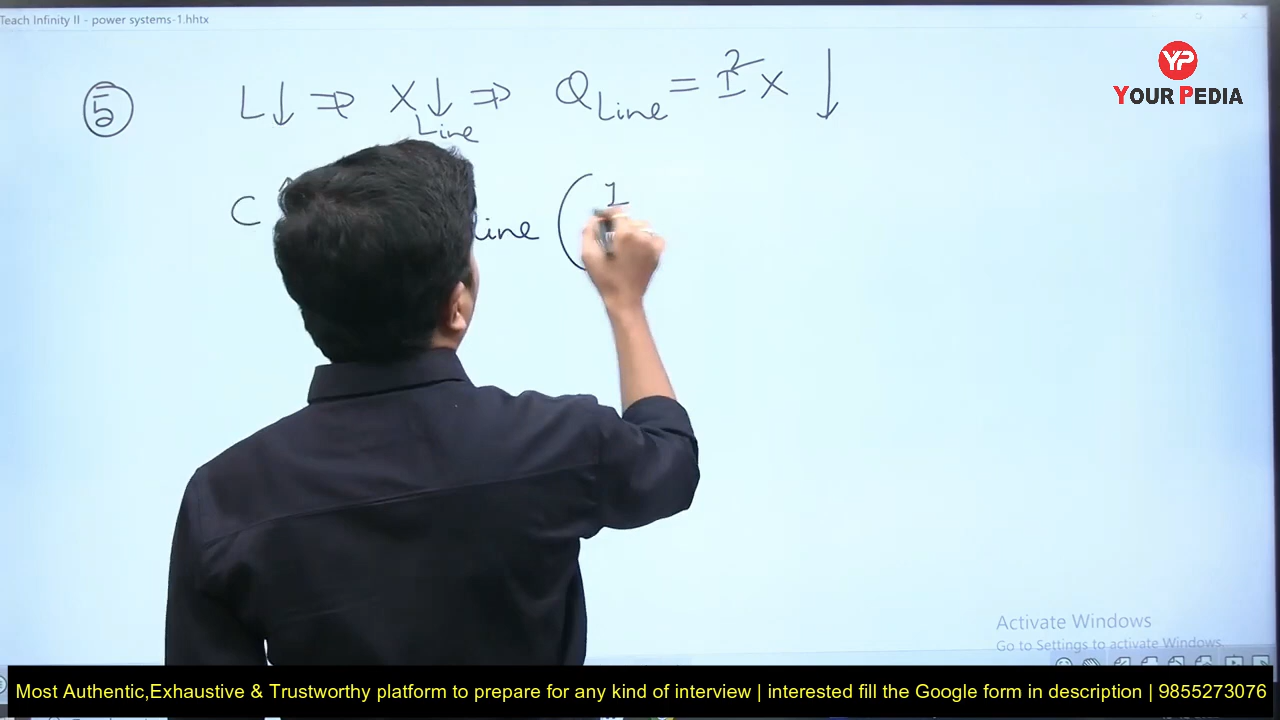 Teach Infinity II - power systems-1.hhtx
YP
YOUR PEDIA
⑤ L↓ ⇒ X Line ↓ ⇒ Q Line = I²X ↓
C ↑ Line ( 1
Activate Windows
Go to Settings to activate Windows.
Most Authentic,Exhaustive & Trustworthy platform to prepare for any kind of interview | interested fill the Google form in description | 9855273076